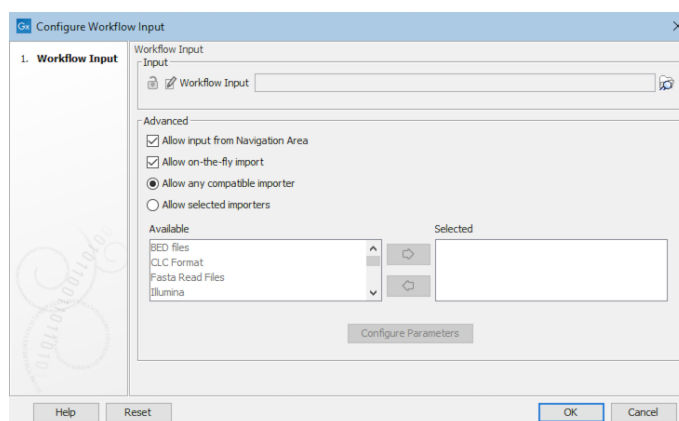 Gx Configure Workflow Input
1. Workflow Input
Workflow Input
Input
Workflow Input
Advanced
Allow input from Navigation Area
Allow on-the-fly import
Allow any compatible importer
Allow selected importers
Available
Selected
BED files
CLC Format
Fasta Read Files
Illumina
Configure Parameters
Help
Reset
OK
Cancel